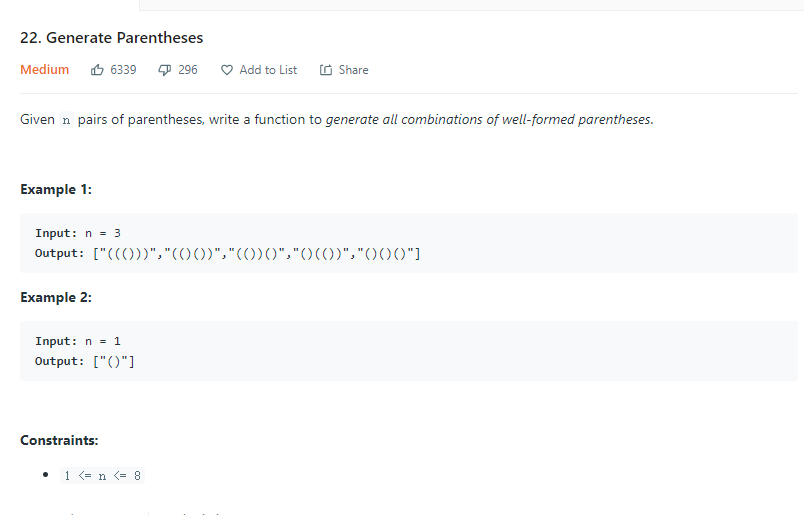 22. Generate Parentheses
Medium 6339 296 Add to List Share
Given n pairs of parentheses, write a function to generate all combinations of well-formed parentheses.
Example 1:
Input: n = 3
Output: ["((()))","(()())","(())()","()(())","()()()"]
Example 2:
Input: n = 1
Output: ["()"]
Constraints:
• 1 <= n <= 8